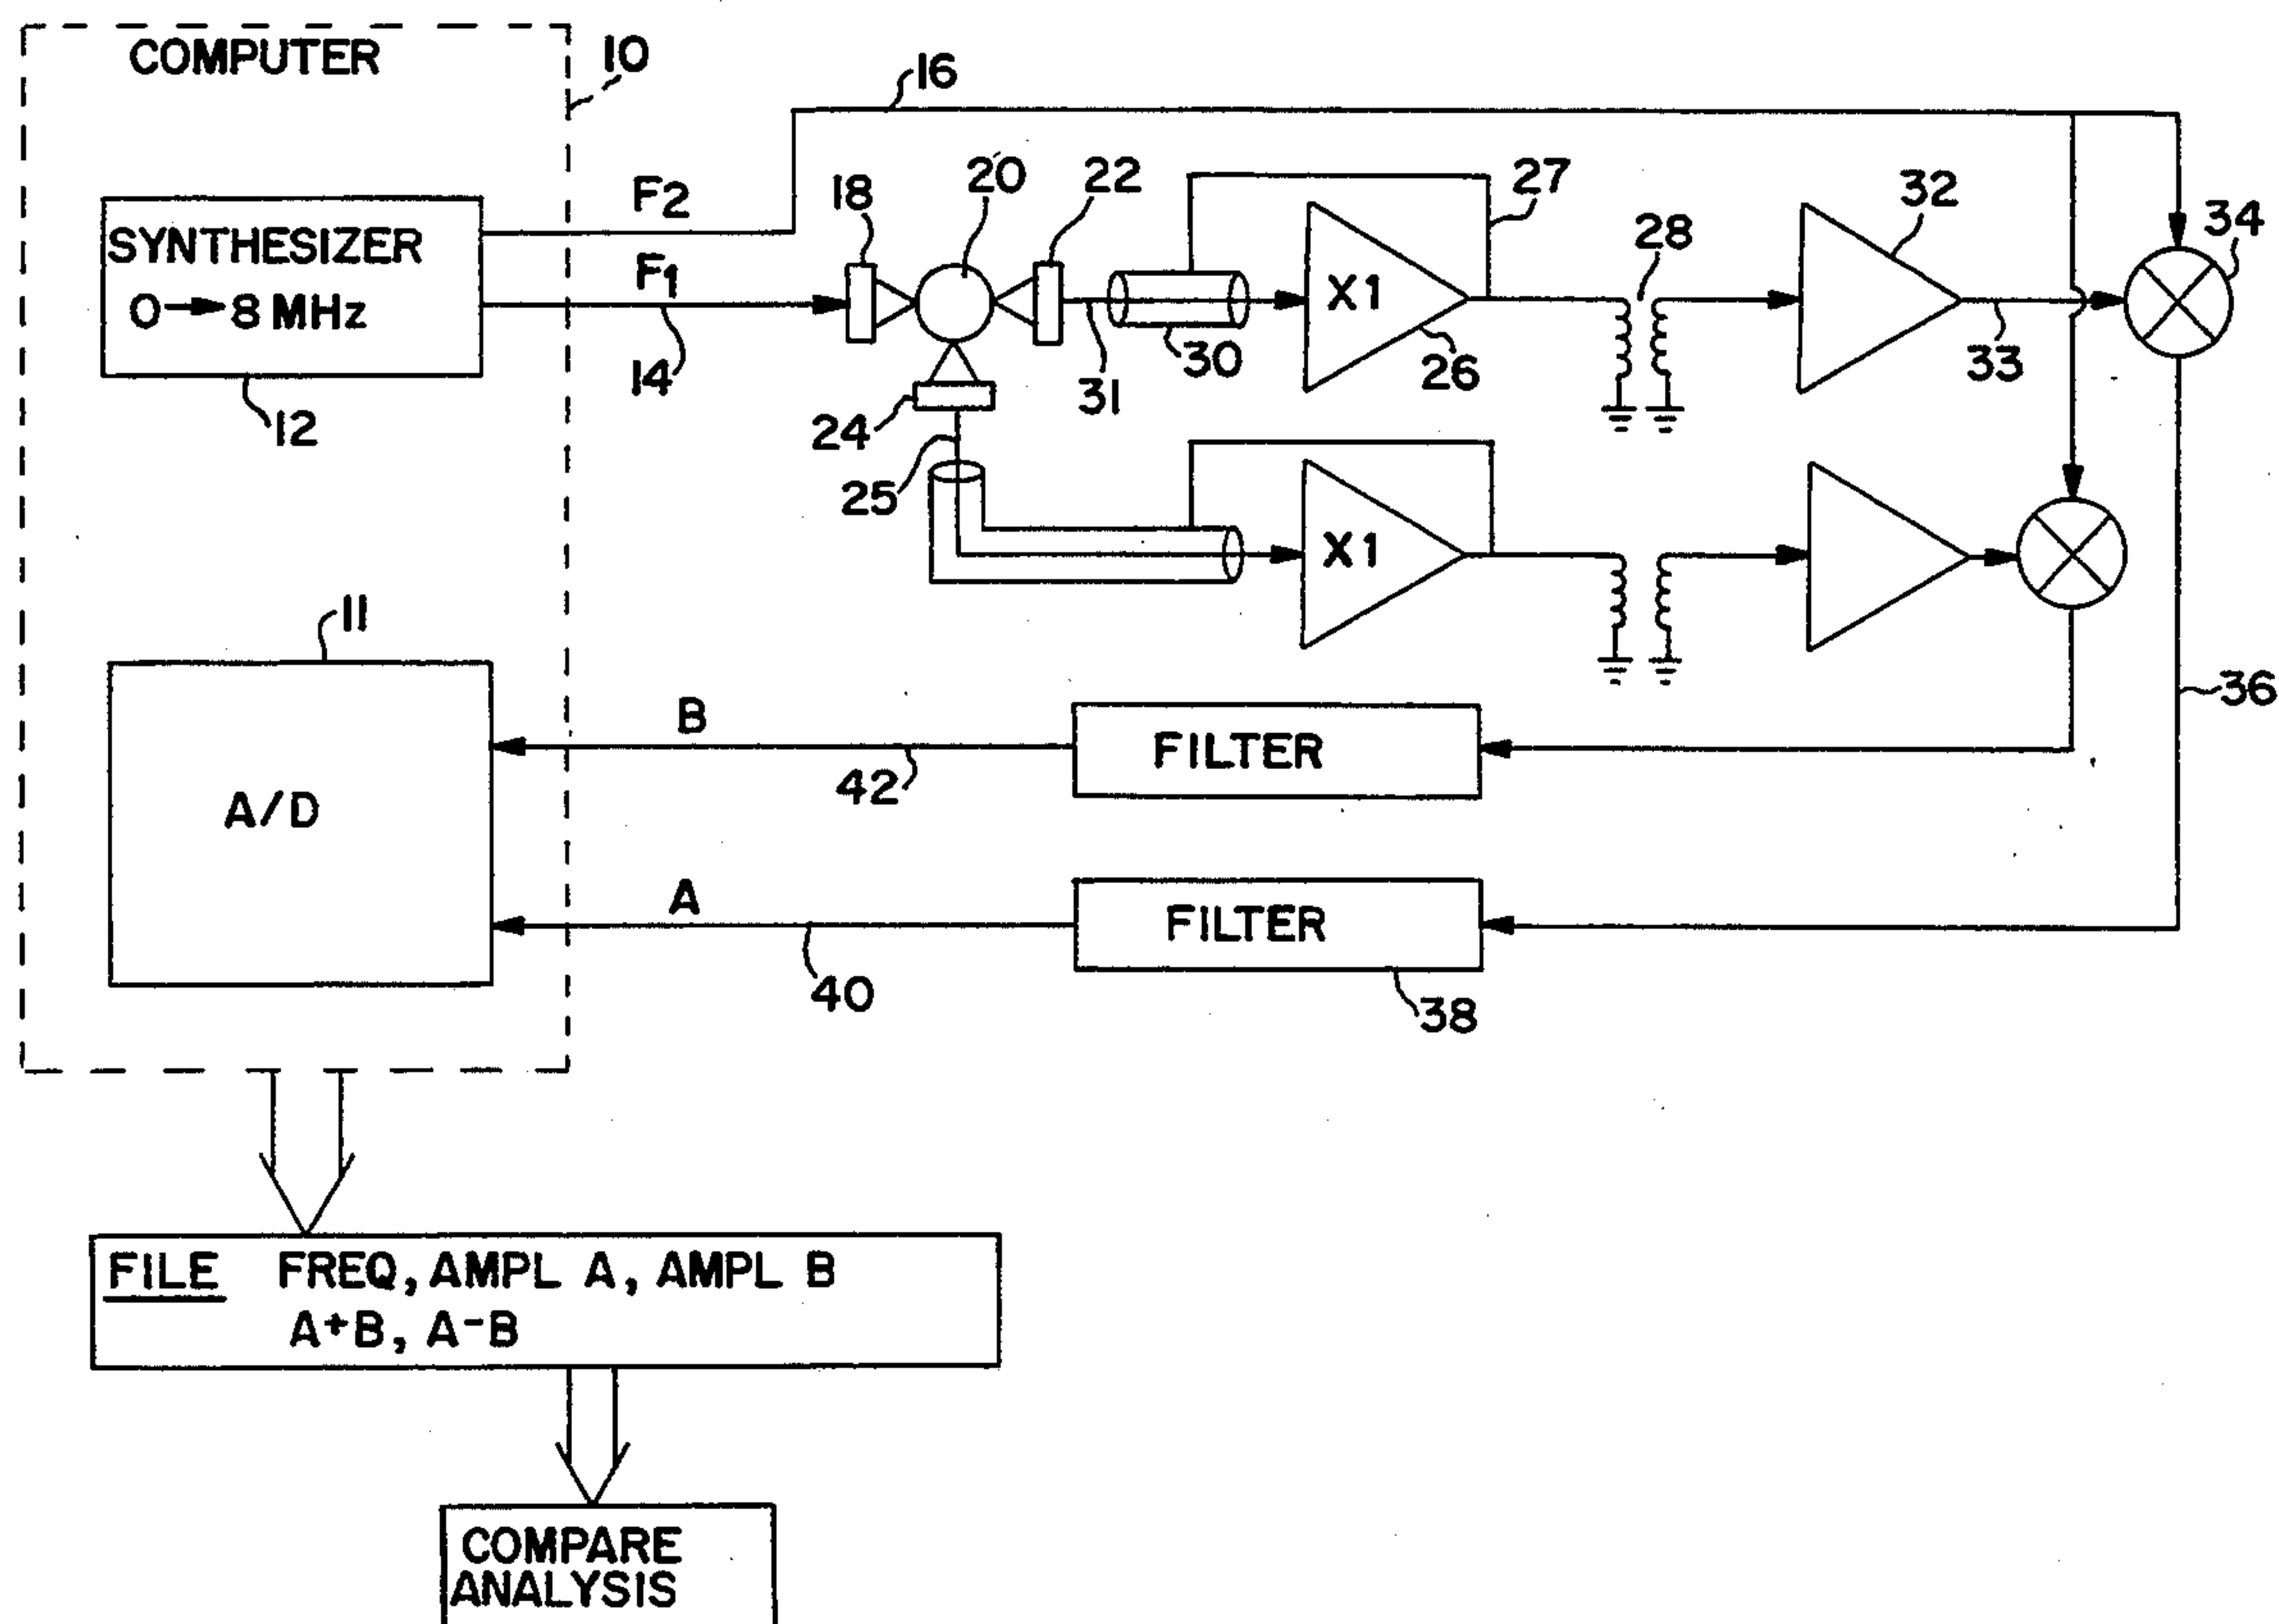 COMPUTER
10
16
F2
SYNTHESIZER
0→8 MHz
12
F1
14
18
20
22
31
30
X1
26
27
28
32
33
34
24
25
X1
36
11
A/D
B
42
FILTER
A
40
FILTER
38
FILE FREQ, AMPL A, AMPL B
A+B, A-B
COMPARE
ANALYSIS